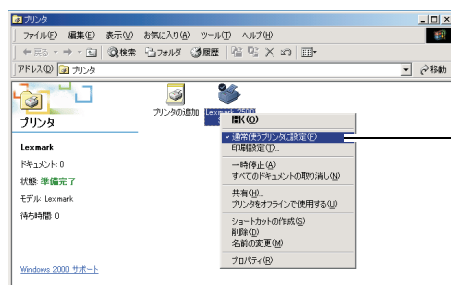 プリンタ
ファイル(F) 編集(E) 表示(V) お気に入り(A) ツール(T) ヘルプ(H)
戻る 検索 フォルダ 履歴
アドレス(D) プリンタ 移動
プリンタ
プリンタの追加
Lexmark 2500
Lexmark
ドキュメント: 0
状態: 準備完了
モデル: Lexmark
待ち時間: 0
Windows 2000 サポート
開く(O)
通常使うプリンタに設定(F)
印刷設定(T)...
一時停止(A)
すべてのドキュメントの取り消し(N)
共有(H)...
プリンタをオフラインで使用する(U)
ショートカットの作成(S)
削除(D)
名前の変更(M)
プロパティ(R)